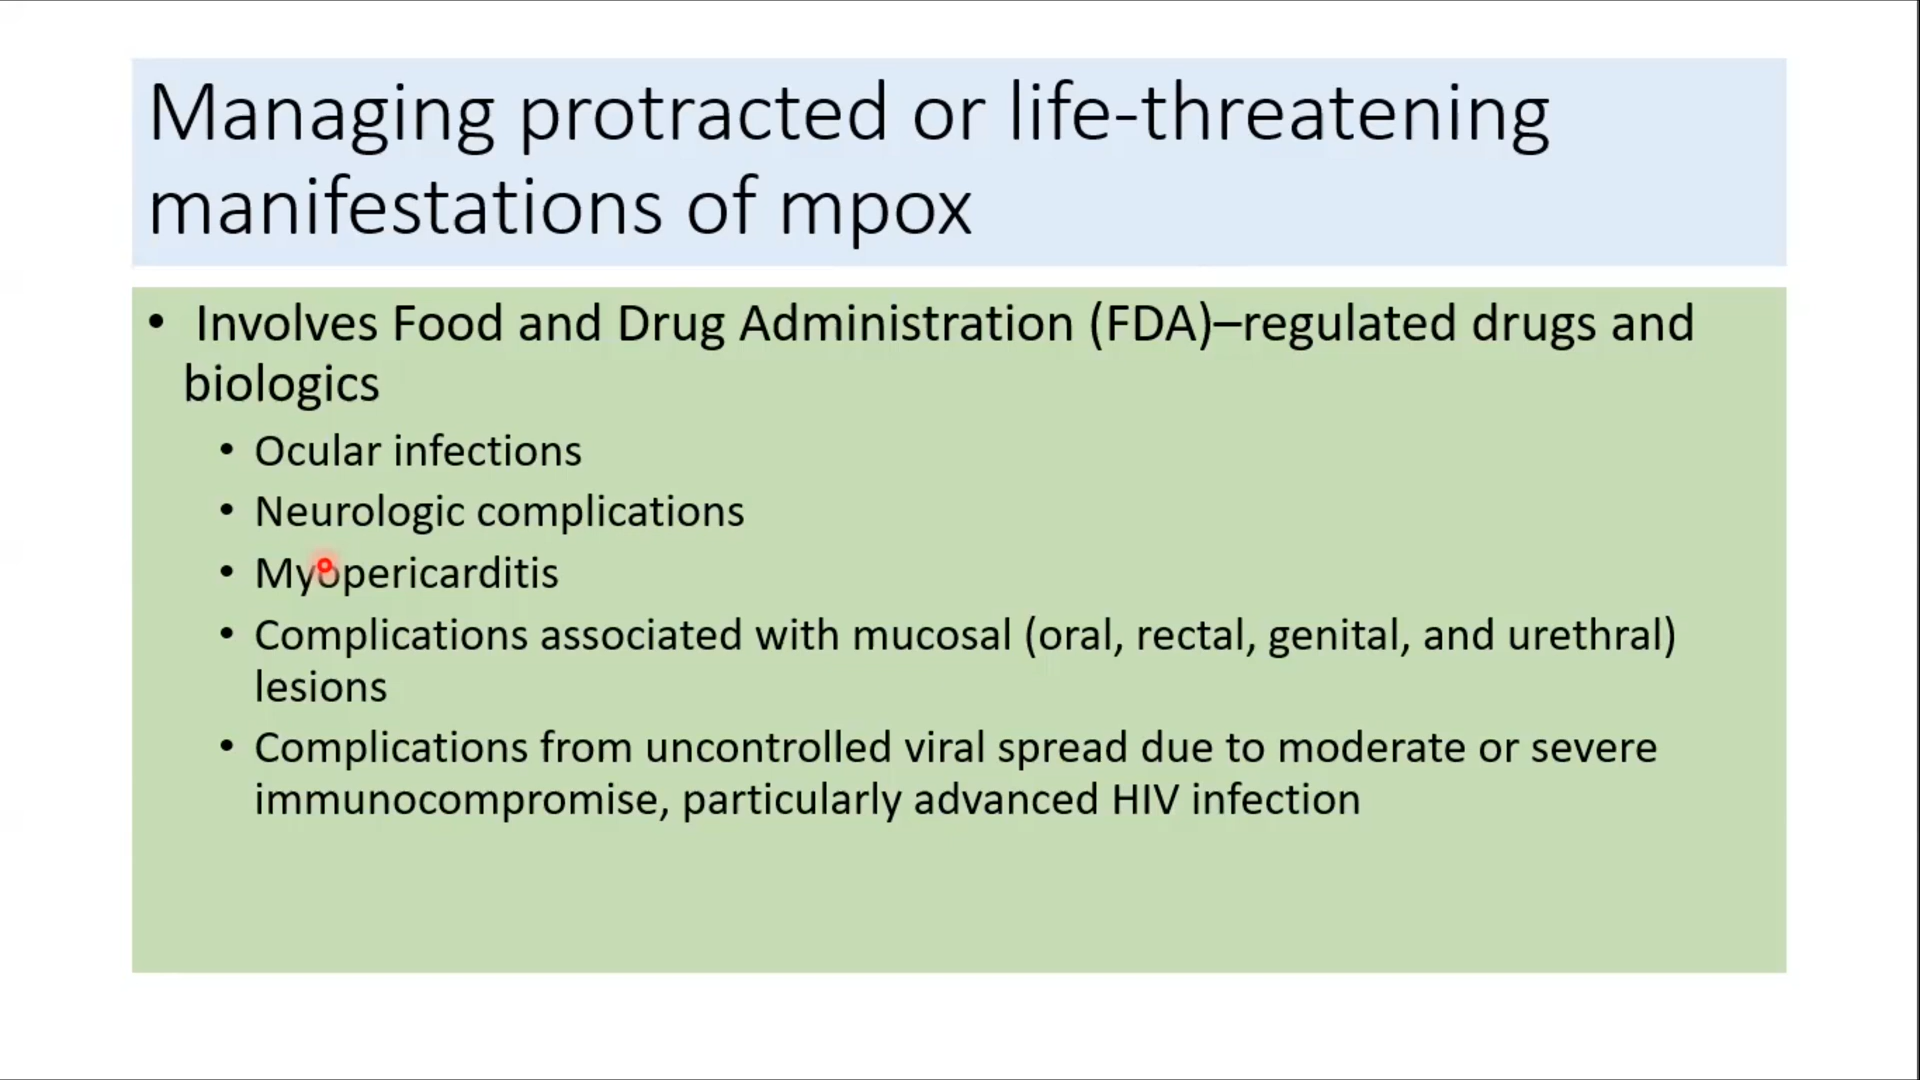 Managing protracted or life-threatening
manifestations of mpox
• Involves Food and Drug Administration (FDA)–regulated drugs and
biologics
• Ocular infections
• Neurologic complications
• Myopericarditis
• Complications associated with mucosal (oral, rectal, genital, and urethral)
lesions
• Complications from uncontrolled viral spread due to moderate or severe
immunocompromise, particularly advanced HIV infection